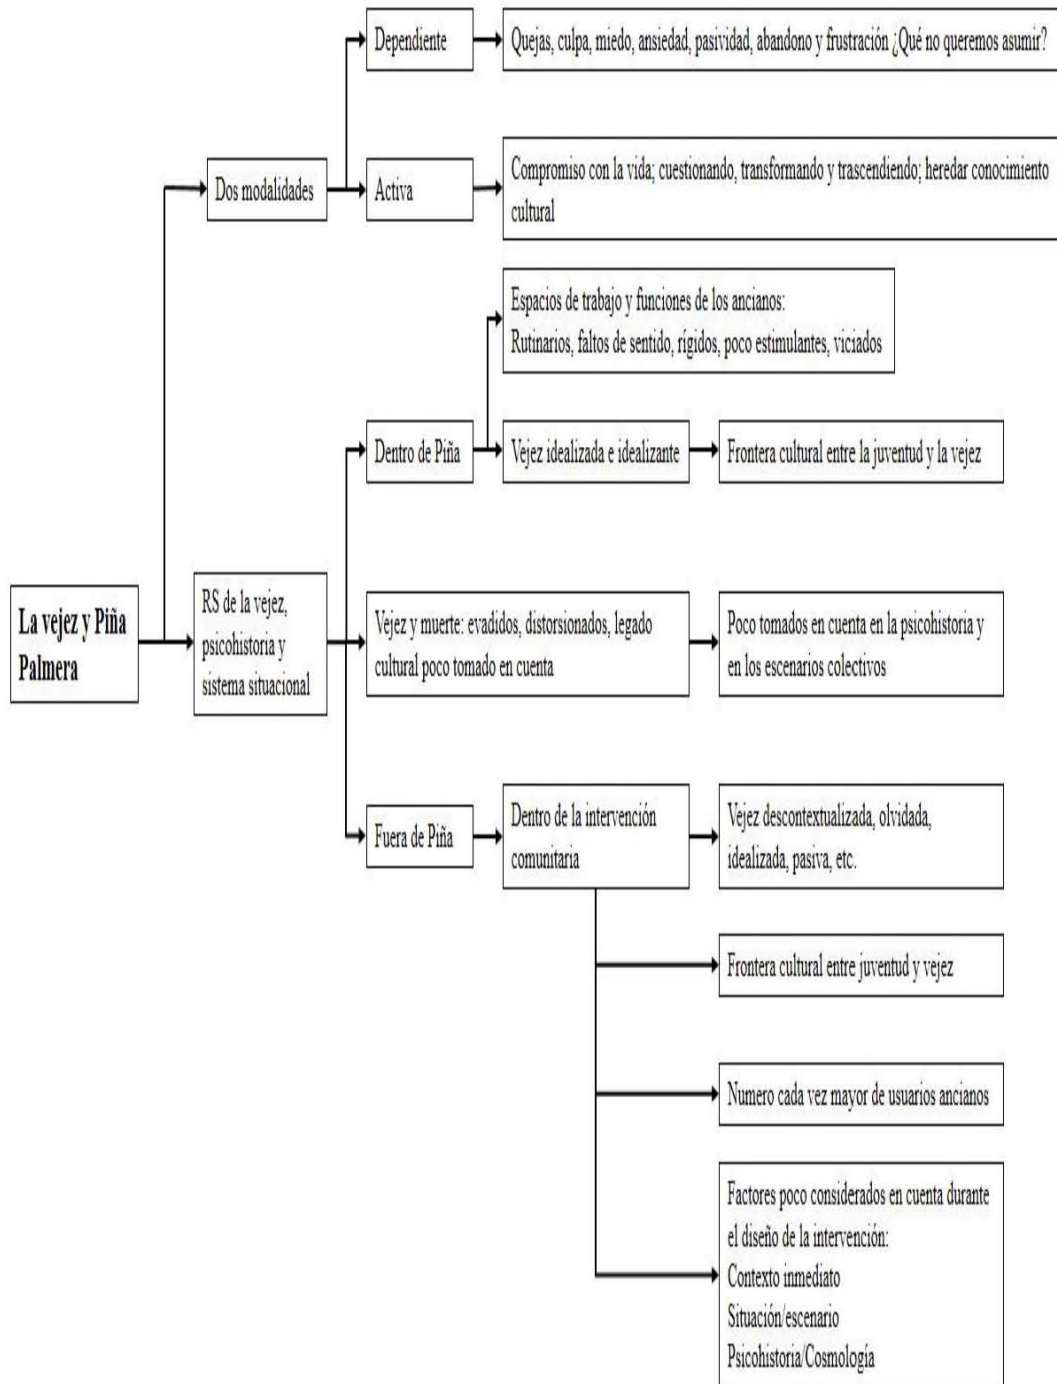 Dependiente
Quejas, culpa, miedo, ansiedad, pasividad, abandono y frustración ¿Qué no queremos asumir?
Dos modalidades
Activa
Compromiso con la vida; cuestionando, transformando y trascendiendo; heredar conocimiento
cultural
Espacios de trabajo y funciones de los ancianos:
Rutinarios, faltos de sentido, rígidos, poco estimulantes, viciados
Dentro de Piña
Vejez idealizada e idealizante
Frontera cultural entre la juventud y la vejez
La vejez y Piña
Palmera
RS de la vejez,
psicohistoria y
sistema situacional
Vejez y muerte: evadidos, distorsionados, legado
cultural poco tomado en cuenta
Poco tomados en cuenta en la psicohistoria y
en los escenarios colectivos
Fuera de Piña
Dentro de la intervención
comunitaria
Vejez descontextualizada, olvidada,
idealizada, pasiva, etc.
Frontera cultural entre juventud y vejez
Numero cada vez mayor de usuarios ancianos
Factores poco considerados en cuenta durante
el diseño de la intervención:
Contexto inmediato
Situación/escenario
Psicohistoria/Cosmología